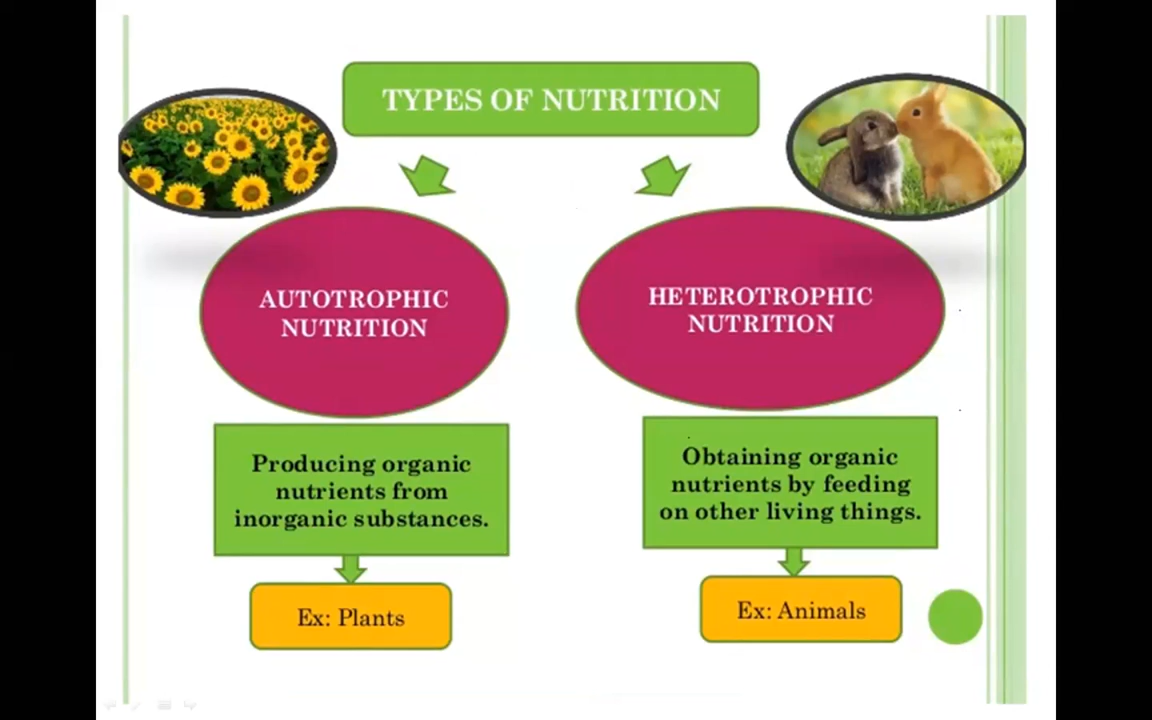 TYPES OF NUTRITION
AUTOTROPHIC
NUTRITION
HETEROTROPHIC
NUTRITION
Producing organic
nutrients from
inorganic substances.
Obtaining organic
nutrients by feeding
on other living things.
Ex: Plants
Ex: Animals